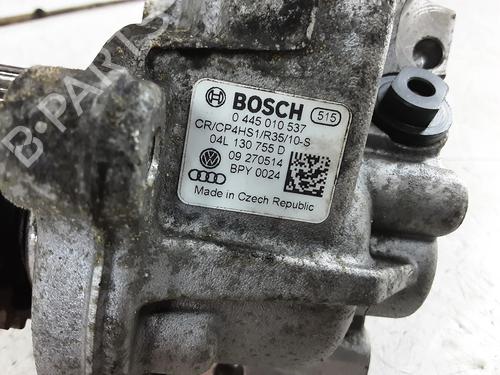 BOSCH
515
0 445 010 537
CR/CP4HS1/R35/10-S
04L 130 755 D
09 270514
BPY 0024
Made in Czech Republic
B-PARTS